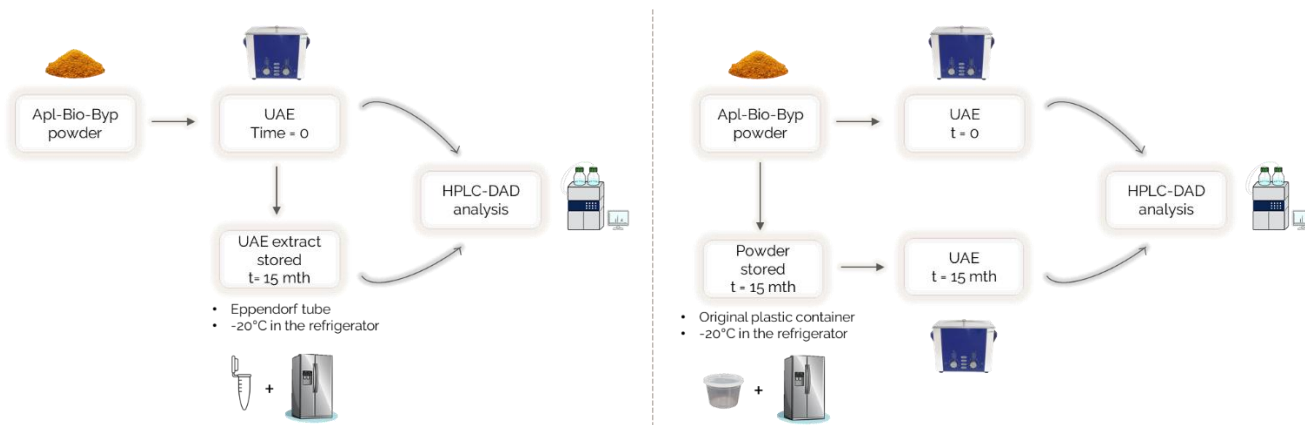 Apl-Bio-Byp
powder
UAE
Time = 0
HPLC-DAD
analysis
UAE extract
stored
t= 15 mth
• Eppendorf tube
• -20°C in the refrigerator
+
Apl-Bio-Byp
powder
UAE
t = 0
HPLC-DAD
analysis
Powder
stored
t = 15 mth
UAE
t = 15 mth
• Original plastic container
• -20°C in the refrigerator
+